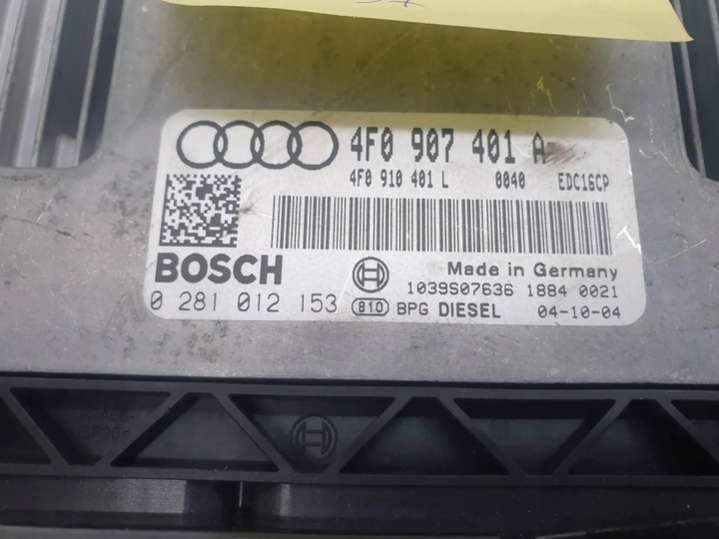 4F0 907 401 A
4F0 910 401 L 0040 EDC16CP
BOSCH
Made in Germany
1039S07636 1884 0021
0 281 012 153 B10 BPG DIESEL 04-10-04